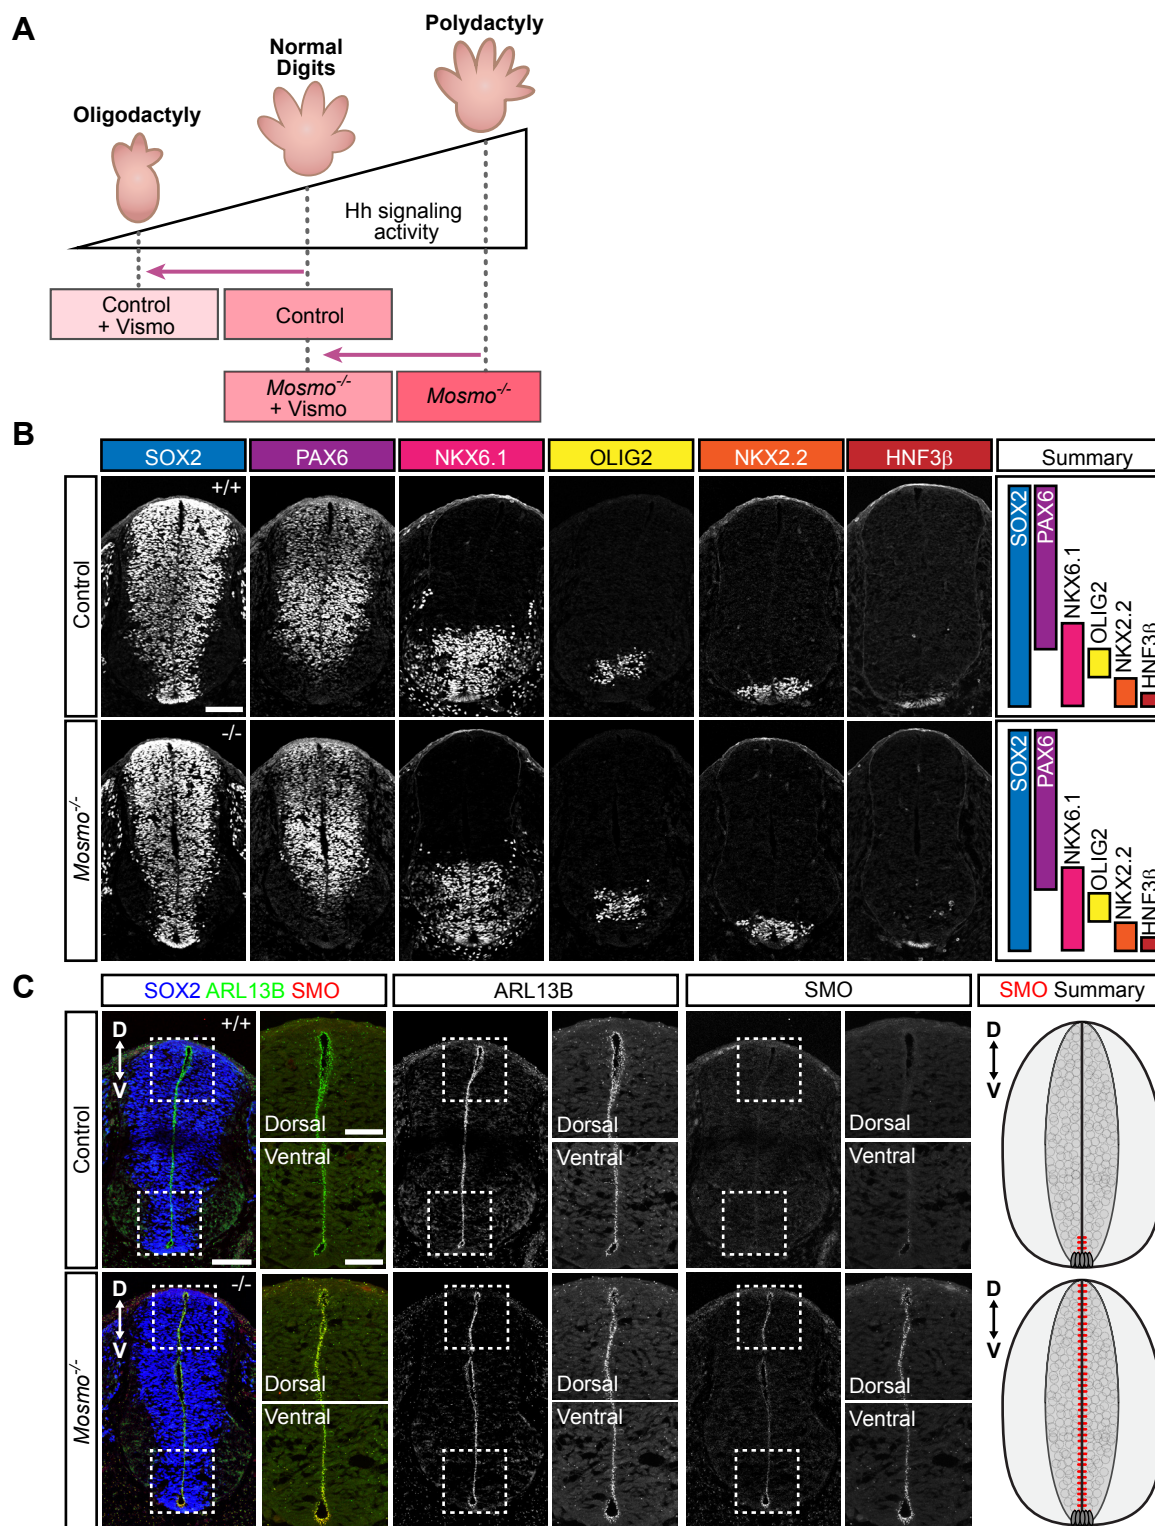 A
Polydactyly
Normal
Digits
Oligodactyly
Hh signaling
activity
Control
+ Vismo
Control
Mosmo-/-
+ Vismo
Mosmo-/-
B
SOX2
PAX6
NKX6.1
OLIG2
NKX2.2
HNF3β
Summary
Control
+/+
SOX2
PAX6
NKX6.1
OLIG2
NKX2.2
HNF3β
Mosmo-/-
-/-
SOX2
PAX6
NKX6.1
OLIG2
NKX2.2
HNF3β
C
SOX2 ARL13B SMO
ARL13B
SMO
SMO Summary
Control
+/+
D
V
Dorsal
Ventral
Dorsal
Ventral
Dorsal
Ventral
D
V
Mosmo-/-
-/-
D
V
Dorsal
Ventral
Dorsal
Ventral
Dorsal
Ventral
D
V